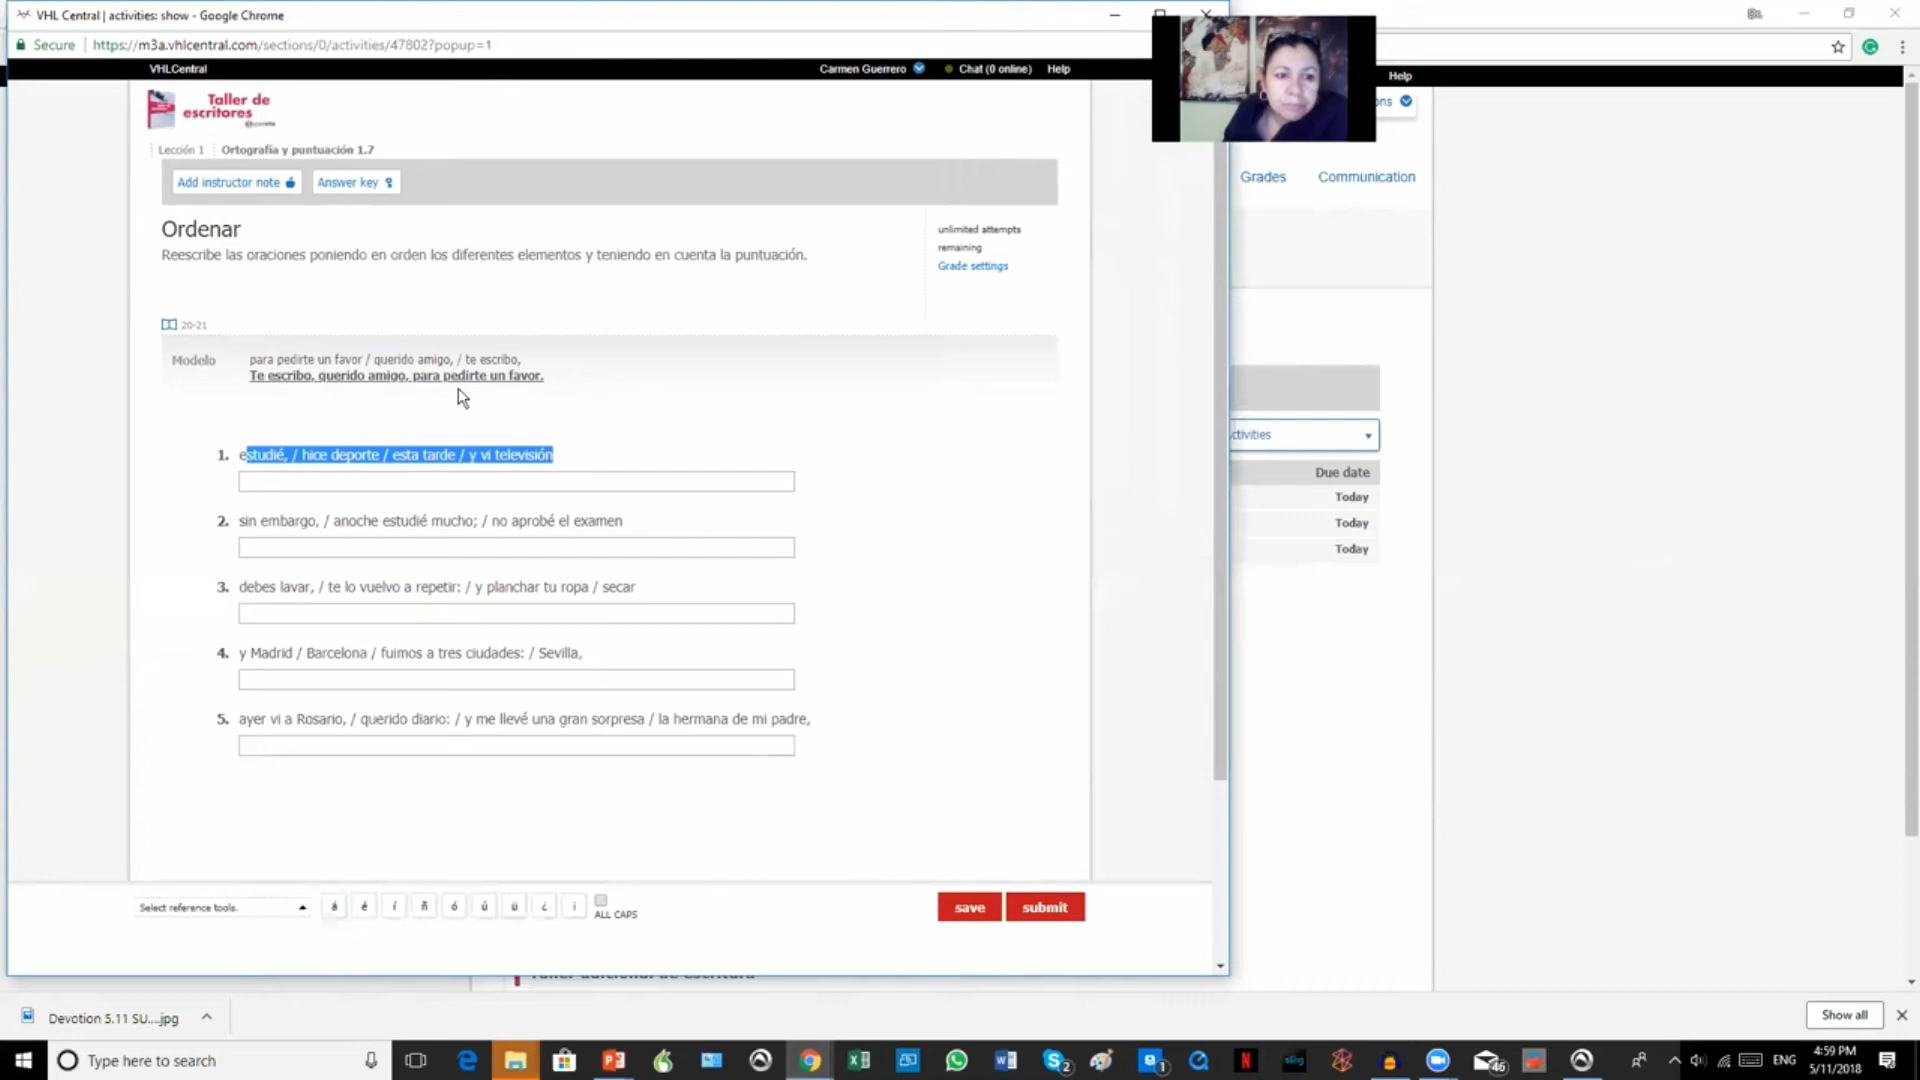 VHL Central | activities: show - Google Chrome
Secure
https://m3a.vhlcentral.com/sections/0/activities/47802?popup=1
VHLCentral
Carmen Guerrero
Chat (0 online)
Help
Help
Taller de
escritores
Lección 1
Ortografía y puntuación 1.7
Grades
Communication
Add instructor note
Answer key
Ordenar
Reescribe las oraciones poniendo en orden los diferentes elementos y teniendo en cuenta la puntuación.
unlimited attempts
remaining
Grade settings
20-21
Modelo
para pedirte un favor / querido amigo, / te escribo,
Te escribo, querido amigo, para pedirte un favor.
1. estudié, / hice deporte / esta tarde / y vi televisión
2. sin embargo, / anoche estudié mucho; / no aprobé el examen
3. debes lavar, / te lo vuelvo a repetir: / y planchar tu ropa / secar
4. y Madrid / Barcelona / fuimos a tres ciudades: / Sevilla,
5. ayer vi a Rosario, / querido diario: / y me llevé una gran sorpresa / la hermana de mi padre,
Due date
Today
Today
Today
Select reference tools.
á é í ñ ó ú ü ¿ ¡
ALL CAPS
save
submit
Devotion 5.11 SU....jpg
Show all
Type here to search
ENG
4:59 PM
5/11/2018